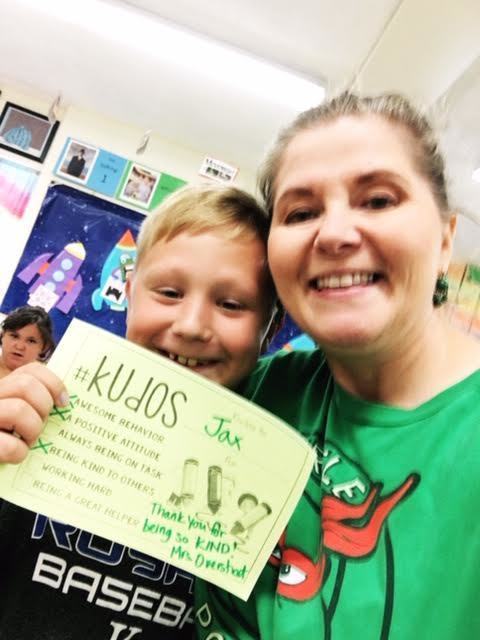 #KUdOS
Jax
for
AWESOME BEHAVIOR
A POSITIVE ATTITUDE
ALWAYS BEING ON TASK
BEING KIND TO OTHERS
WORKING HARD
BEING A GREAT HELPER
Thank you for
being so KIND!
Mrs.
BASEBA
K